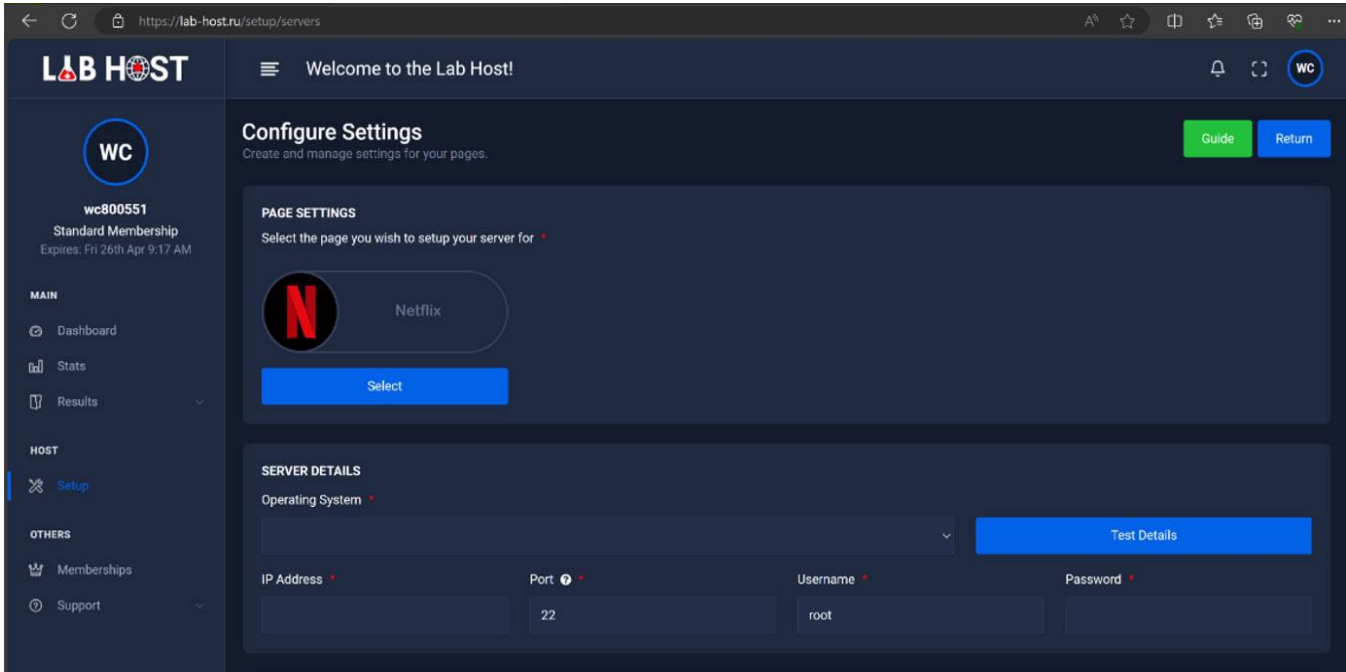 https://lab-host.ru/setup/servers
LAB HOST
Welcome to the Lab Host!
WC
WC
wc800551
Standard Membership
Expires: Fri 26th Apr 9:17 AM
MAIN
Dashboard
Stats
Results
HOST
Setup
OTHERS
Memberships
Support
Configure Settings
Create and manage settings for your pages.
Guide
Return
PAGE SETTINGS
Select the page you wish to setup your server for *
N
Netflix
Select
SERVER DETAILS
Operating System *
Test Details
IP Address *
Port ? *
Username *
Password *
22
root